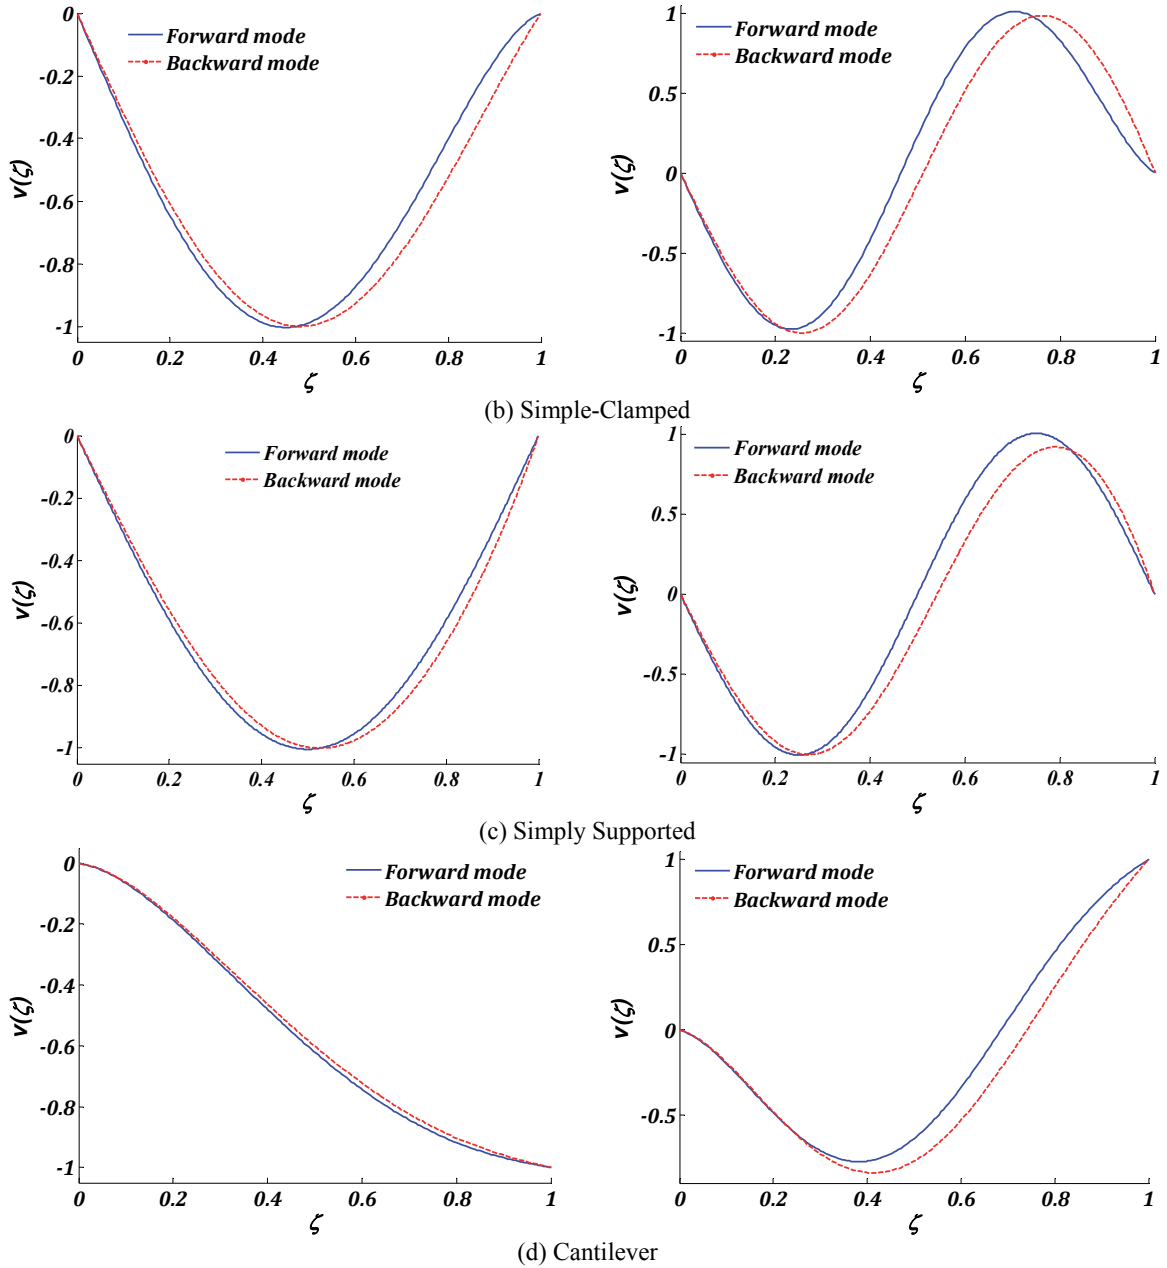 0
-0.2
-0.4
-0.6
-0.8
-1
v(ζ)
Forward mode
Backward mode
0 0.2 0.4 0.6 0.8 1
ζ
1
0.5
0
-0.5
-1
v(ζ)
Forward mode
Backward mode
0 0.2 0.4 0.6 0.8 1
ζ
(b) Simple-Clamped
0
-0.2
-0.4
-0.6
-0.8
-1
v(ζ)
Forward mode
Backward mode
0 0.2 0.4 0.6 0.8 1
ζ
1
0.5
0
-0.5
-1
v(ζ)
Forward mode
Backward mode
0 0.2 0.4 0.6 0.8 1
ζ
(c) Simply Supported
0
-0.2
-0.4
-0.6
-0.8
-1
v(ζ)
Forward mode
Backward mode
0 0.2 0.4 0.6 0.8 1
ζ
1
0.5
0
-0.5
v(ζ)
Forward mode
Backward mode
0 0.2 0.4 0.6 0.8 1
ζ
(d) Cantilever